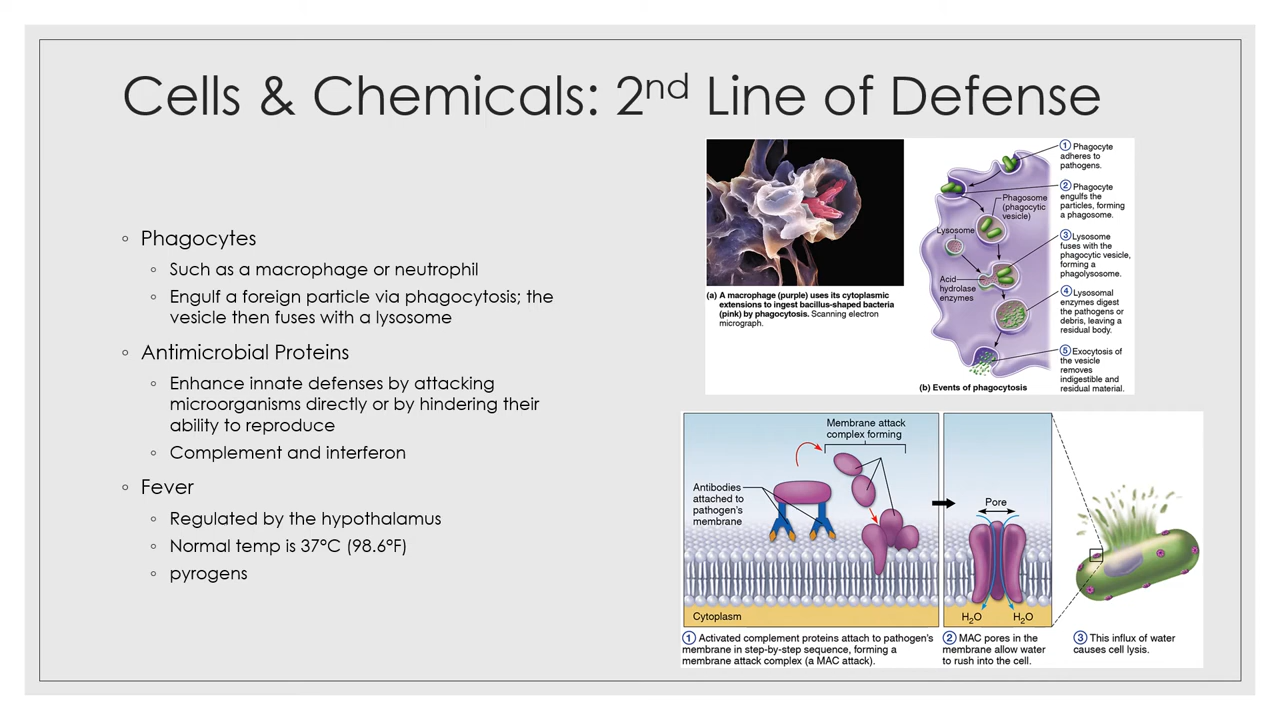 Cells & Chemicals: 2nd Line of Defense
◦ Phagocytes
◦ Such as a macrophage or neutrophil
◦ Engulf a foreign particle via phagocytosis; the
vesicle then fuses with a lysosome
◦ Antimicrobial Proteins
◦ Enhance innate defenses by attacking
microorganisms directly or by hindering their
ability to reproduce
◦ Complement and interferon
◦ Fever
◦ Regulated by the hypothalamus
◦ Normal temp is 37°C (98.6°F)
◦ pyrogens
(a) A macrophage (purple) uses its cytoplasmic
extensions to ingest bacillus-shaped bacteria
(pink) by phagocytosis. Scanning electron
micrograph.
Phagosome
(phagocytic
vesicle)
Lysosome
Acid
hydrolase
enzymes
(b) Events of phagocytosis
① Phagocyte
adheres to
pathogens.
② Phagocyte
engulfs the
particles, forming
a phagosome.
③ Lysosome
fuses with the
phagocytic vesicle,
forming a
phagolysosome.
④ Lysosomal
enzymes digest
the pathogens or
debris, leaving a
residual body.
⑤ Exocytosis of
the vesicle
removes
indigestible and
residual material.
Membrane attack
complex forming
Antibodies
attached to
pathogen's
membrane
Cytoplasm
Pore
H2O
H2O
① Activated complement proteins attach to pathogen's
membrane in step-by-step sequence, forming a
membrane attack complex (a MAC attack).
② MAC pores in the
membrane allow water
to rush into the cell.
③ This influx of water
causes cell lysis.